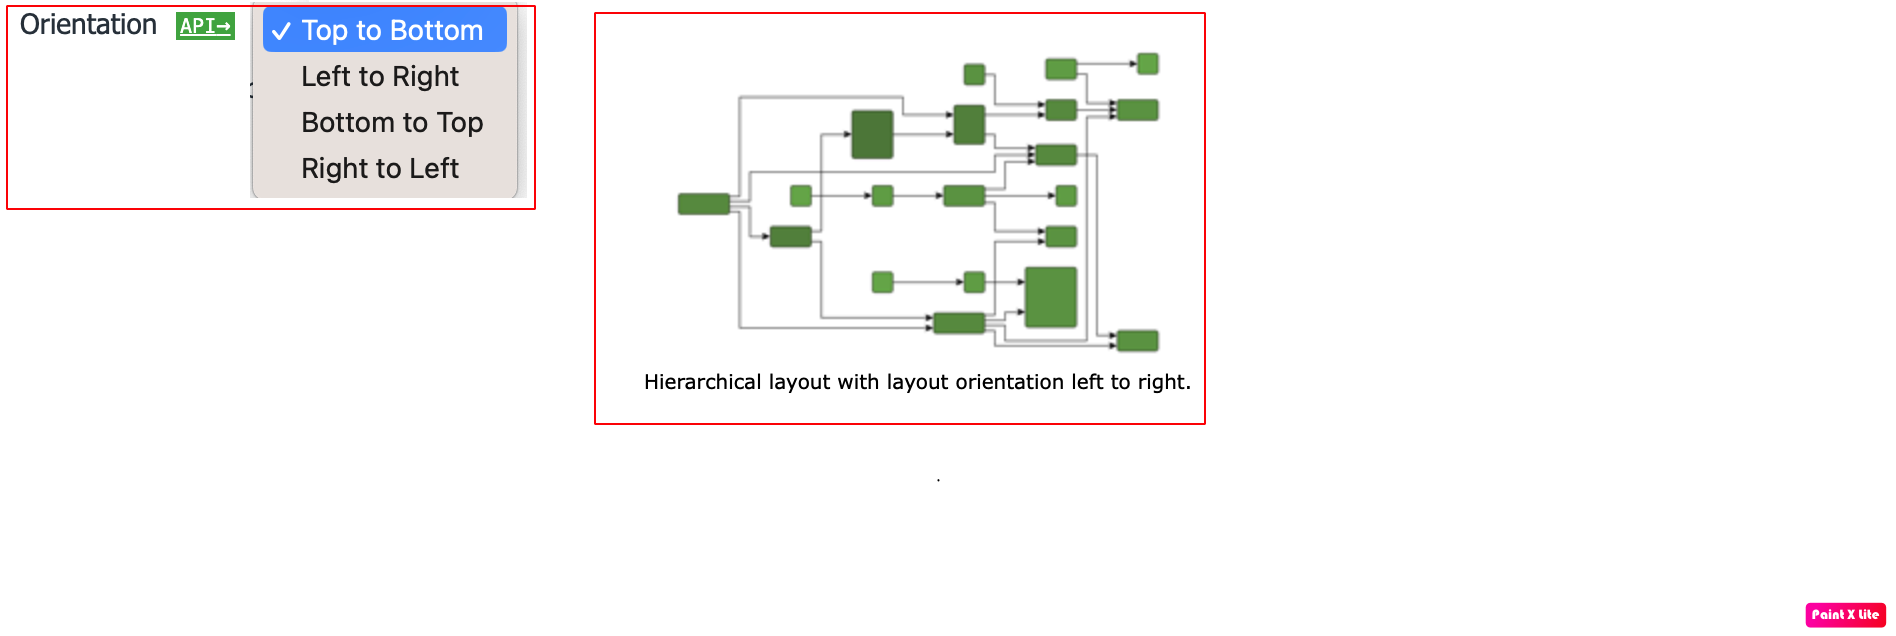 Orientation API→
✓ Top to Bottom
Left to Right
Bottom to Top
Right to Left
Hierarchical layout with layout orientation left to right.
.
Paint X lite